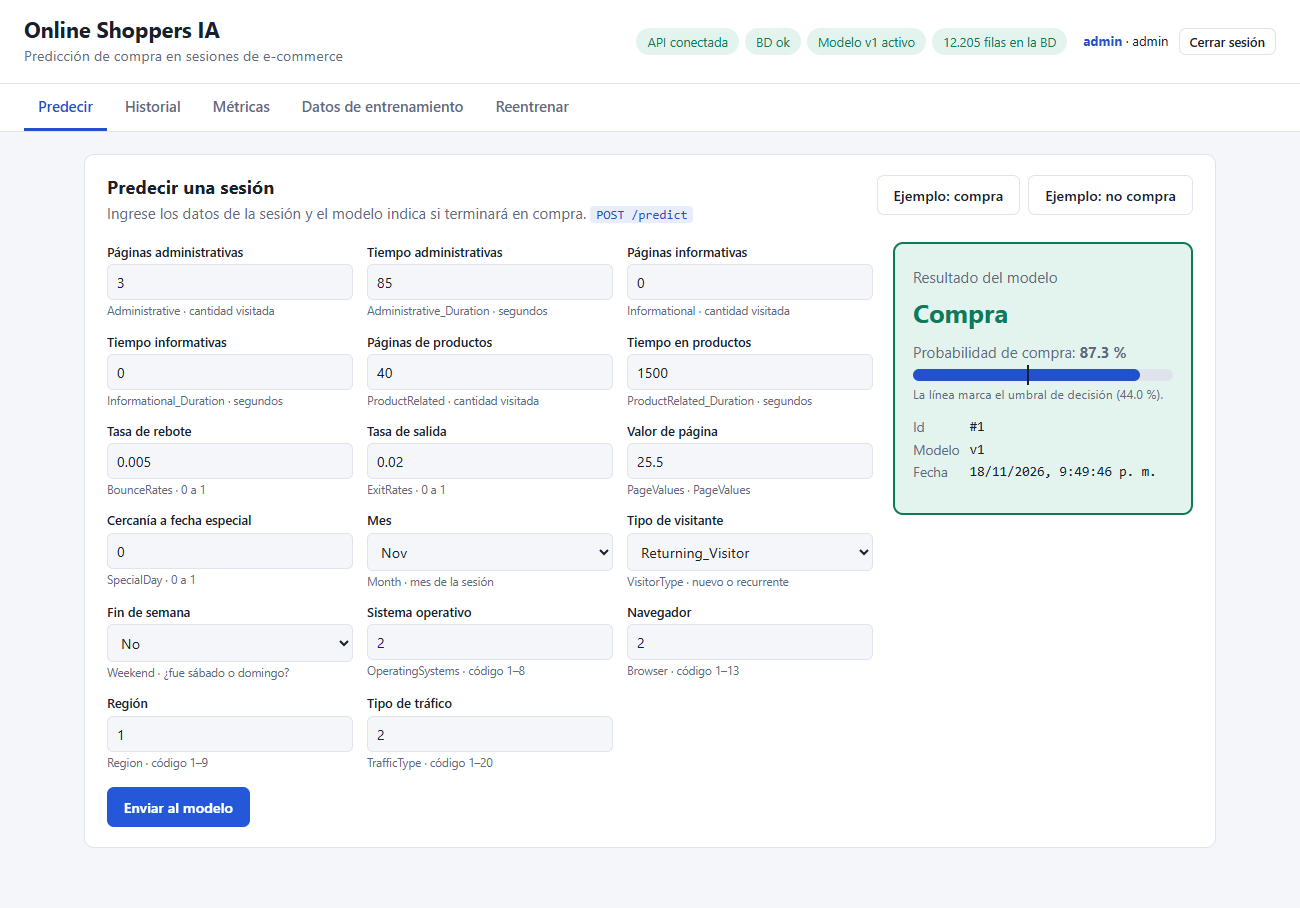 Online Shoppers IA
Predicción de compra en sesiones de e-commerce
API conectada
BD ok
Modelo v1 activo
12.205 filas en la BD
admin · admin
Cerrar sesión
Predecir
Historial
Métricas
Datos de entrenamiento
Reentrenar
Predecir una sesión
Ingrese los datos de la sesión y el modelo indica si terminará en compra. POST /predict
Ejemplo: compra
Ejemplo: no compra
Páginas administrativas
3
Administrative · cantidad visitada
Tiempo administrativas
85
Administrative_Duration · segundos
Páginas informativas
0
Informational · cantidad visitada
Tiempo informativas
0
Informational_Duration · segundos
Páginas de productos
40
ProductRelated · cantidad visitada
Tiempo en productos
1500
ProductRelated_Duration · segundos
Tasa de rebote
0.005
BounceRates · 0 a 1
Tasa de salida
0.02
ExitRates · 0 a 1
Valor de página
25.5
PageValues · PageValues
Cercanía a fecha especial
0
SpecialDay · 0 a 1
Mes
Nov
Month · mes de la sesión
Tipo de visitante
Returning_Visitor
VisitorType · nuevo o recurrente
Fin de semana
No
Weekend · ¿fue sábado o domingo?
Sistema operativo
2
OperatingSystems · código 1–8
Navegador
2
Browser · código 1–13
Región
1
Region · código 1–9
Tipo de tráfico
2
TrafficType · código 1–20
Enviar al modelo
Resultado del modelo
Compra
Probabilidad de compra: 87.3 %
La línea marca el umbral de decisión (44.0 %).
Id #1
Modelo v1
Fecha 18/11/2026, 9:49:46 p. m.